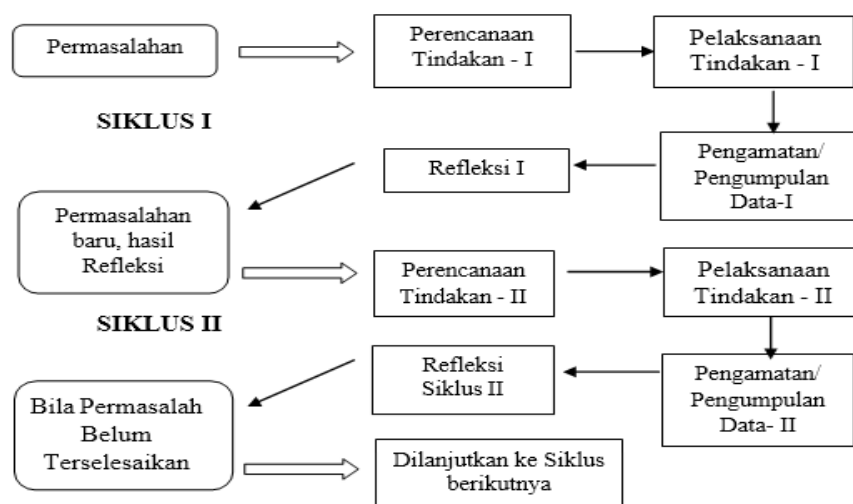 Permasalahan
Perencanaan
Tindakan - I
Pelaksanaan
Tindakan - I
SIKLUS I
Pengamatan/
Pengumpulan
Data-I
Refleksi I
Permasalahan
baru, hasil
Refleksi
Perencanaan
Tindakan - II
Pelaksanaan
Tindakan - II
SIKLUS II
Pengamatan/
Pengumpulan
Data- II
Refleksi
Siklus II
Bila Permasalah
Belum
Terselesaikan
Dilanjutkan ke Siklus
berikutnya